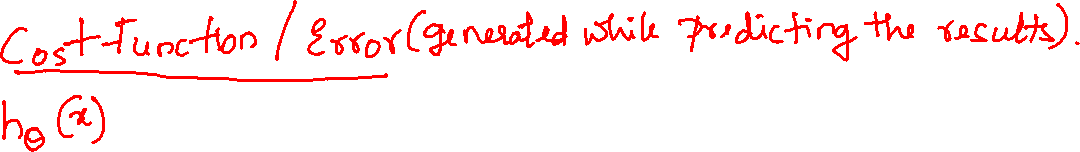 Cost Function / Error (generated while predicting the results).
hθ(x)